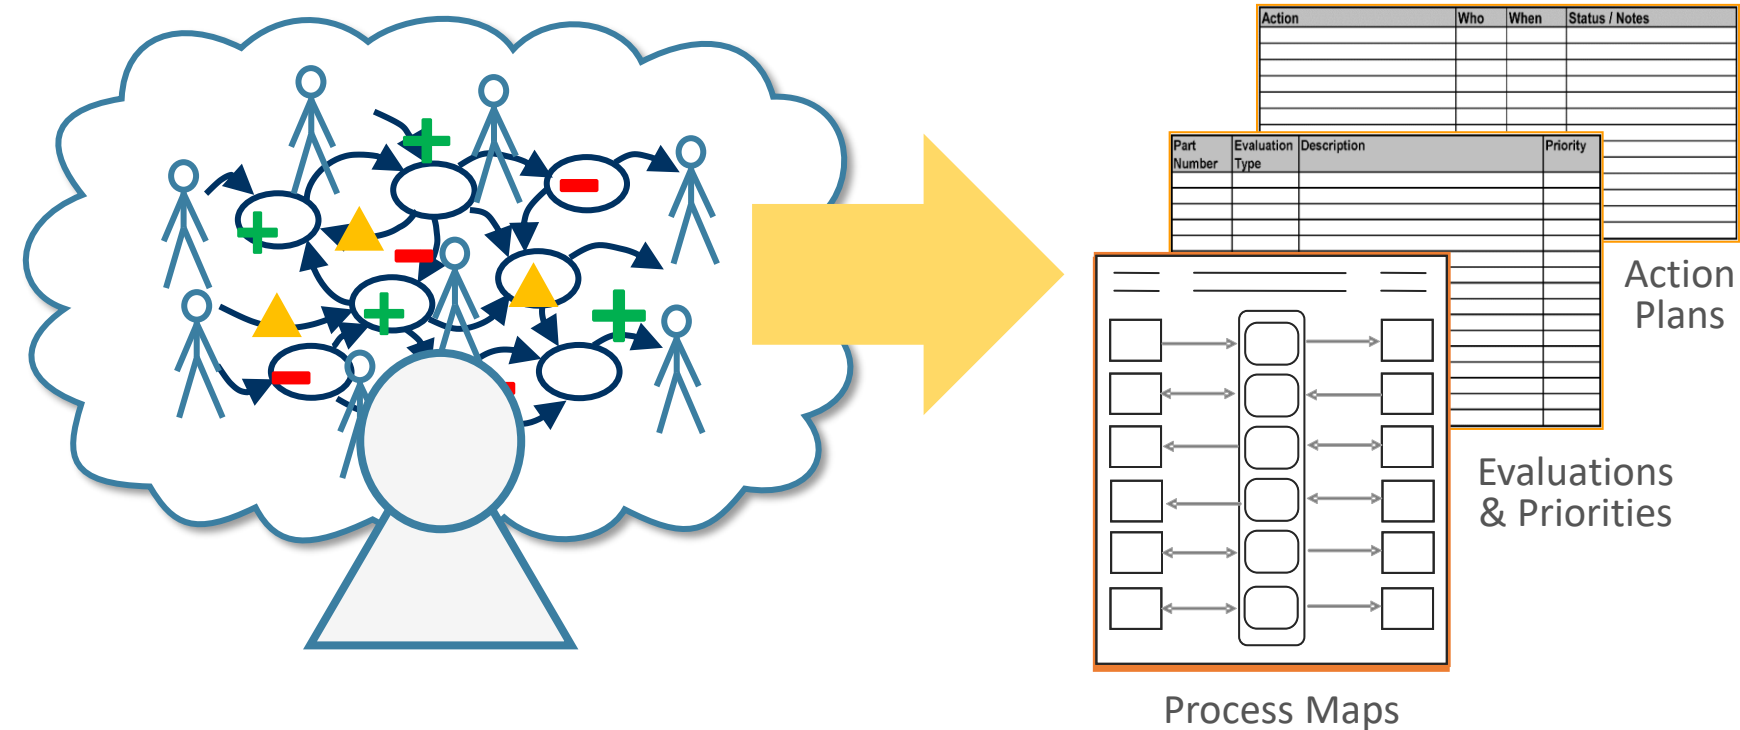 Action Who When Status / Notes
Part Evaluation Description Priority
Number Type
Action
Plans
Evaluations
& Priorities
Process Maps